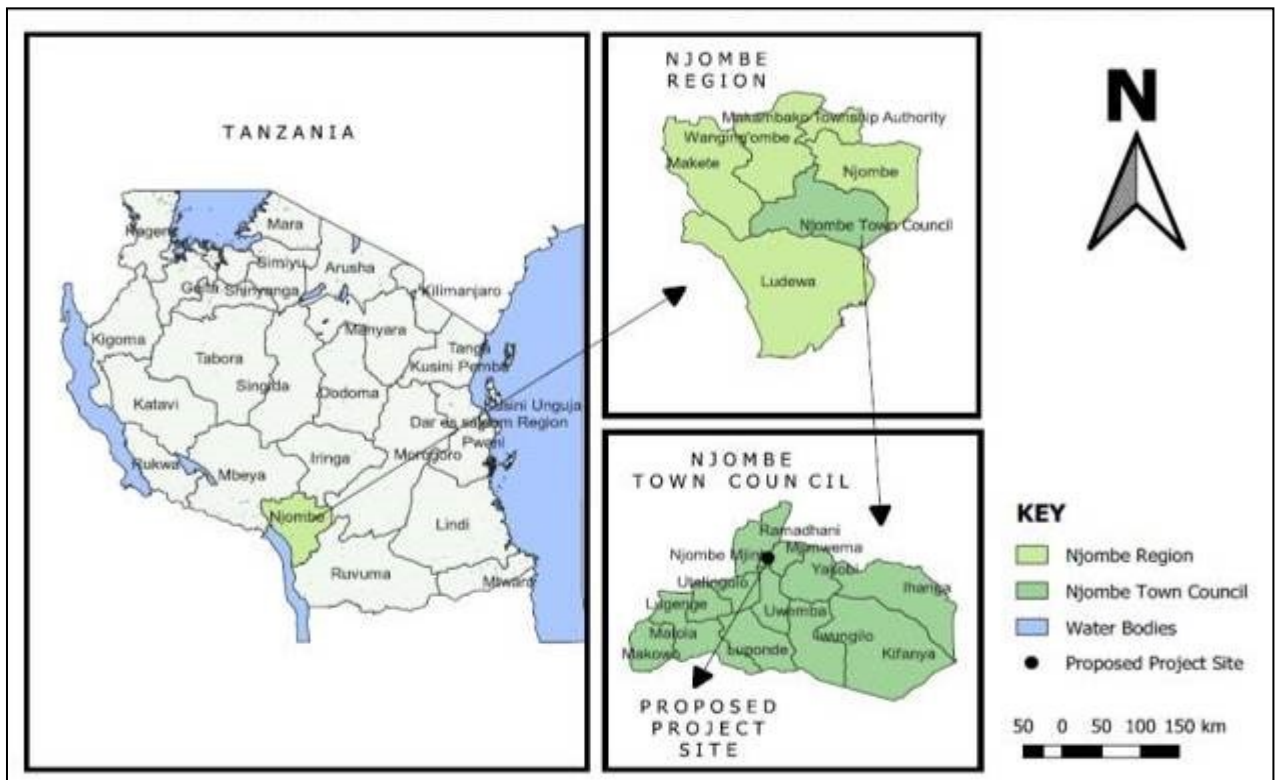 TANZANIA
Kagera
Mara
Simiyu
Arusha
Geita
Shinyanga
Kilimanjaro
Kigoma
Manyara
Tabora
Tanga
Kusini Pemba
Singida
Dodoma
Katavi
Kusini Unguja
Dar es salaam Region
Pwani
Morogoro
Iringa
Rukwa
Mbeya
Njombe
Lindi
Ruvuma
Mtwara
NJOMBE
REGION
Makambako Township Authority
Wanging'ombe
Makete
Njombe
Njombe Town Council
Ludewa
NJOMBE
TOWN COUNCIL
Ramadhani
Njombe Mjini
Mjimwema
Yakobi
Utalingolo
Ihanga
Lugenge
Uwemba
Matola
Iwungilo
Luponde
Makowo
Kifanya
PROPOSED
PROJECT
SITE
N
KEY
Njombe Region
Njombe Town Council
Water Bodies
Proposed Project Site
50 0 50 100 150 km